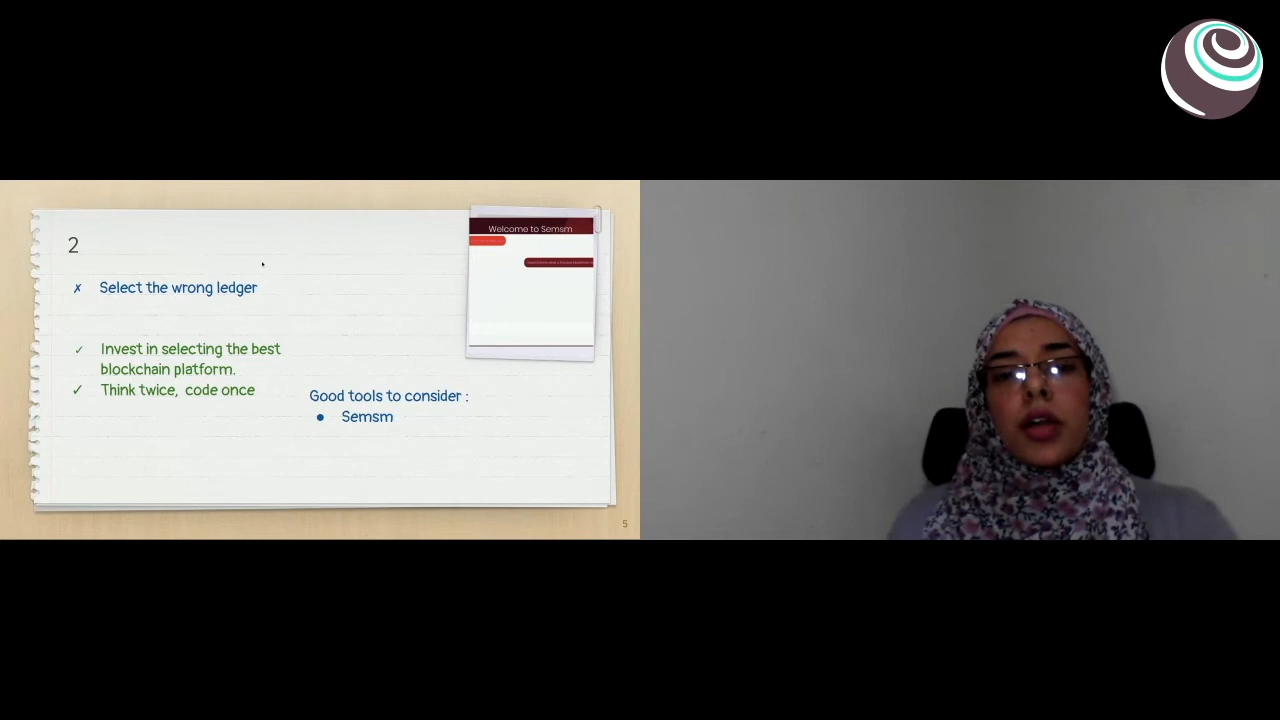 2
✗ Select the wrong ledger
✓ Invest in selecting the best
blockchain platform.
✓ Think twice, code once
Good tools to consider :
● Semsm
Welcome to Semsm
5